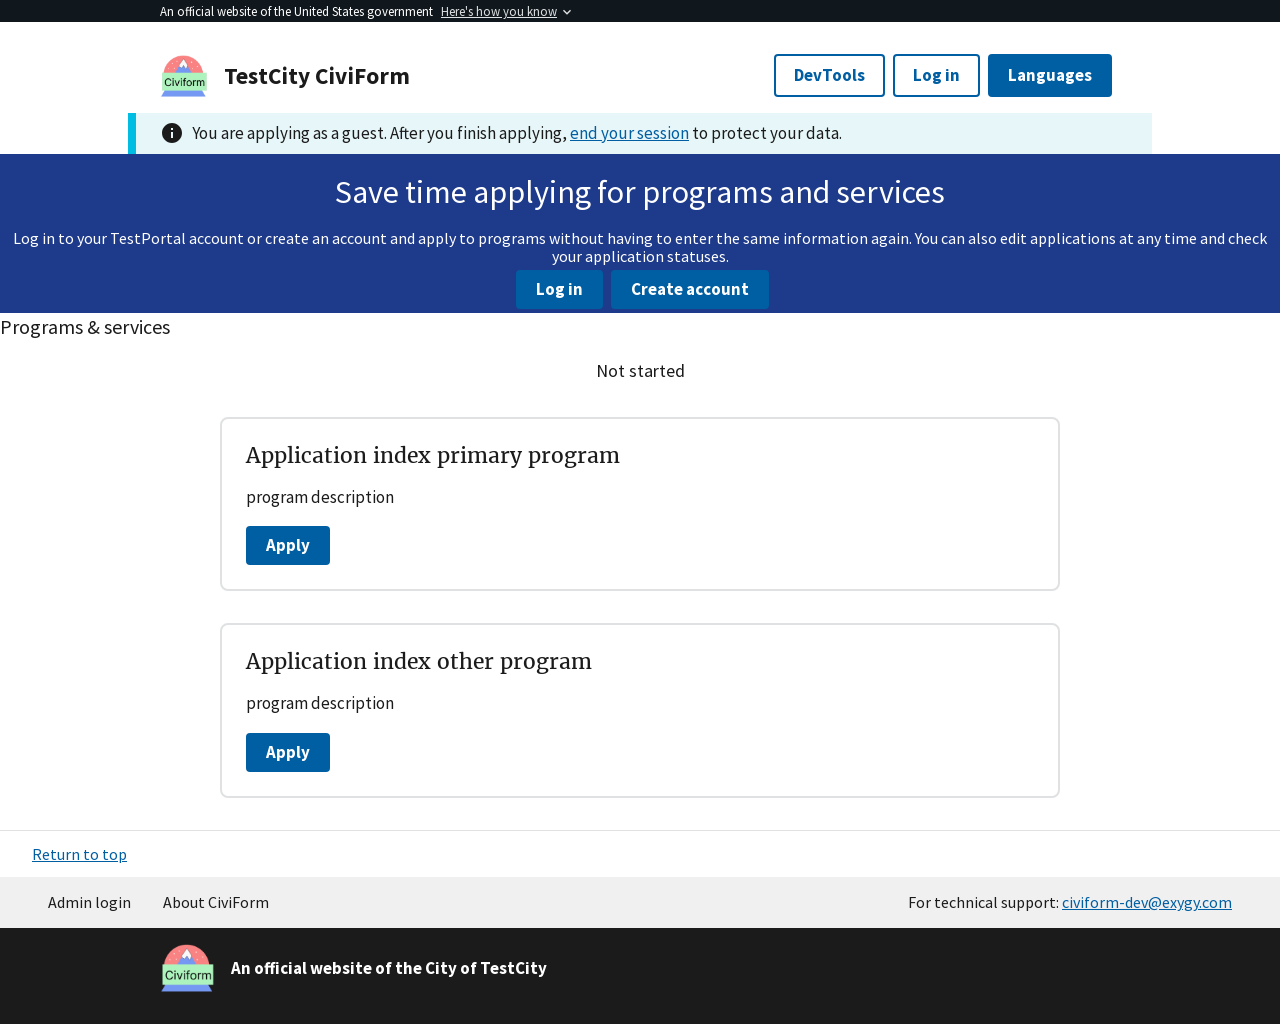 An official website of the United States government Here's how you know
Civiform
TestCity CiviForm
DevTools
Log in
Languages
You are applying as a guest. After you finish applying, end your session to protect your data.
Save time applying for programs and services
Log in to your TestPortal account or create an account and apply to programs without having to enter the same information again. You can also edit applications at any time and check
your application statuses.
Log in
Create account
Programs & services
Not started
Application index primary program
program description
Apply
Application index other program
program description
Apply
Return to top
Admin login
About CiviForm
For technical support: civiform-dev@exygy.com
Civiform
An official website of the City of TestCity